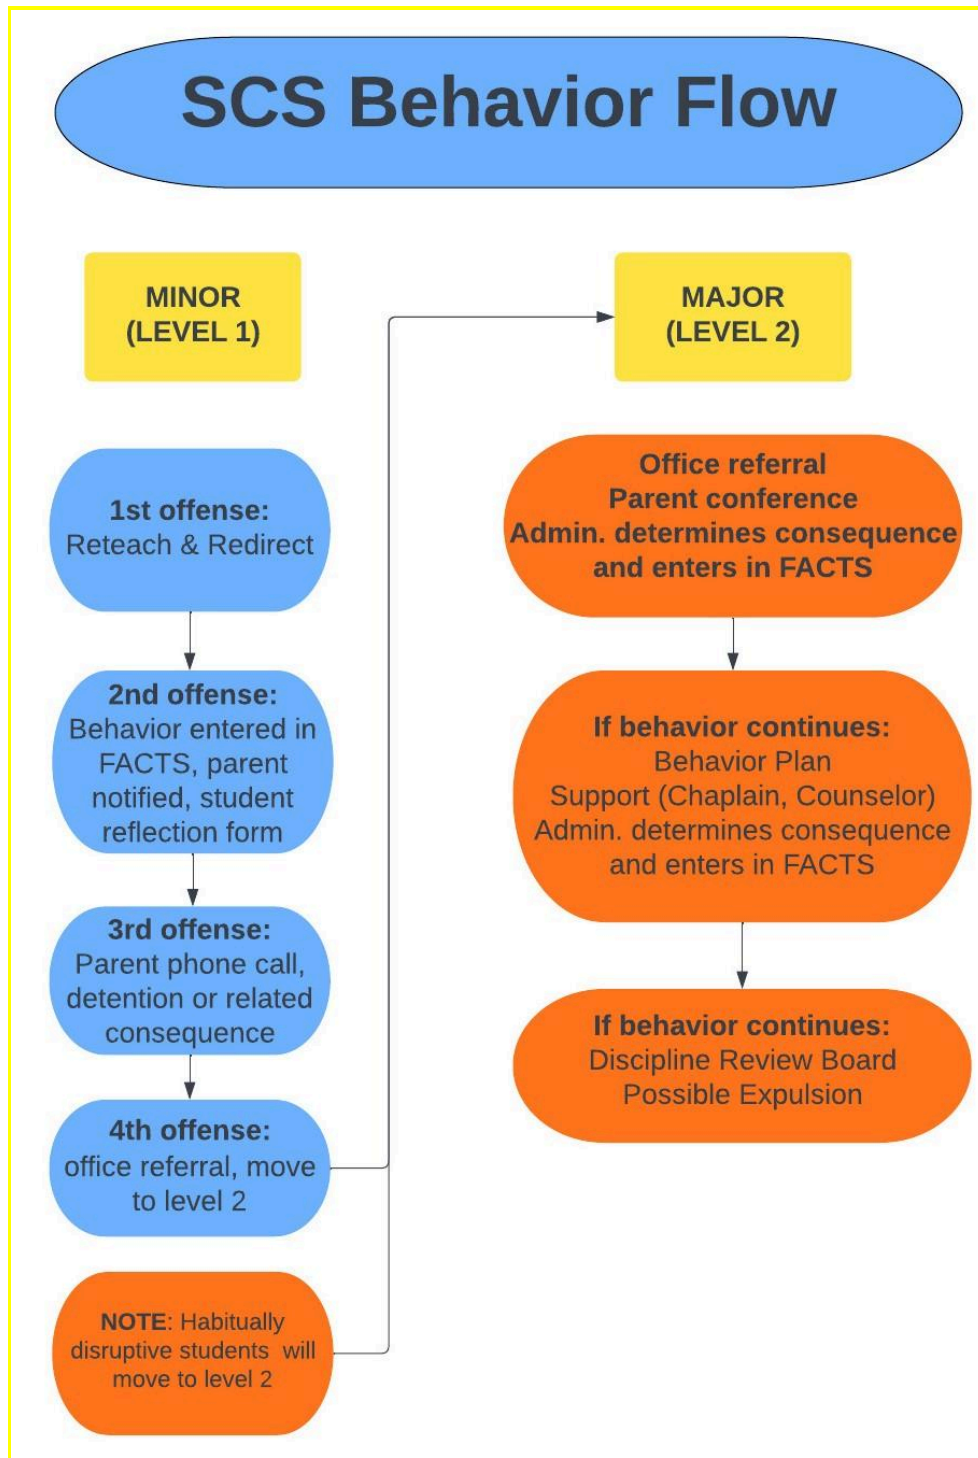 SCS Behavior Flow
MINOR
(LEVEL 1)
1st offense:
Reteach & Redirect
2nd offense:
Behavior entered in
FACTS, parent
notified, student
reflection form
3rd offense:
Parent phone call,
detention or related
consequence
4th offense:
office referral, move
to level 2
NOTE: Habitually
disruptive students will
move to level 2
MAJOR
(LEVEL 2)
Office referral
Parent conference
Admin. determines consequence
and enters in FACTS
If behavior continues:
Behavior Plan
Support (Chaplain, Counselor)
Admin. determines consequence
and enters in FACTS
If behavior continues:
Discipline Review Board
Possible Expulsion